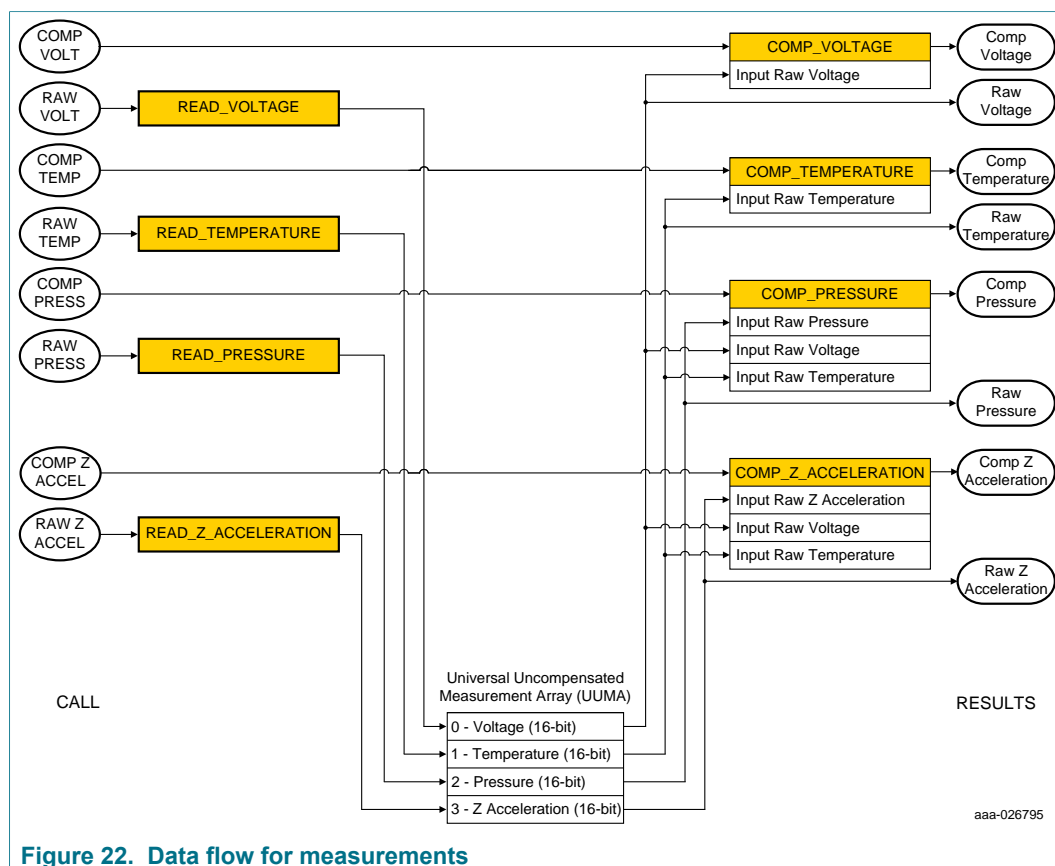 COMP
VOLT
COMP_VOLTAGE
Comp
Voltage
Input Raw Voltage
RAW
VOLT
READ_VOLTAGE
Raw
Voltage
COMP
TEMP
COMP_TEMPERATURE
Comp
Temperature
Input Raw Temperature
RAW
TEMP
READ_TEMPERATURE
Raw
Temperature
COMP
PRESS
COMP_PRESSURE
Comp
Pressure
Input Raw Pressure
RAW
PRESS
READ_PRESSURE
Input Raw Voltage
Input Raw Temperature
Raw
Pressure
COMP Z
ACCEL
COMP_Z_ACCELERATION
Comp Z
Acceleration
Input Raw Z Acceleration
RAW Z
ACCEL
READ_Z_ACCELERATION
Input Raw Voltage
Input Raw Temperature
Raw Z
Acceleration
Universal Uncompensated
Measurement Array (UUMA)
CALL
RESULTS
0 - Voltage (16-bit)
1 - Temperature (16-bit)
2 - Pressure (16-bit)
3 - Z Acceleration (16-bit)
aaa-026795
Figure 22. Data flow for measurements